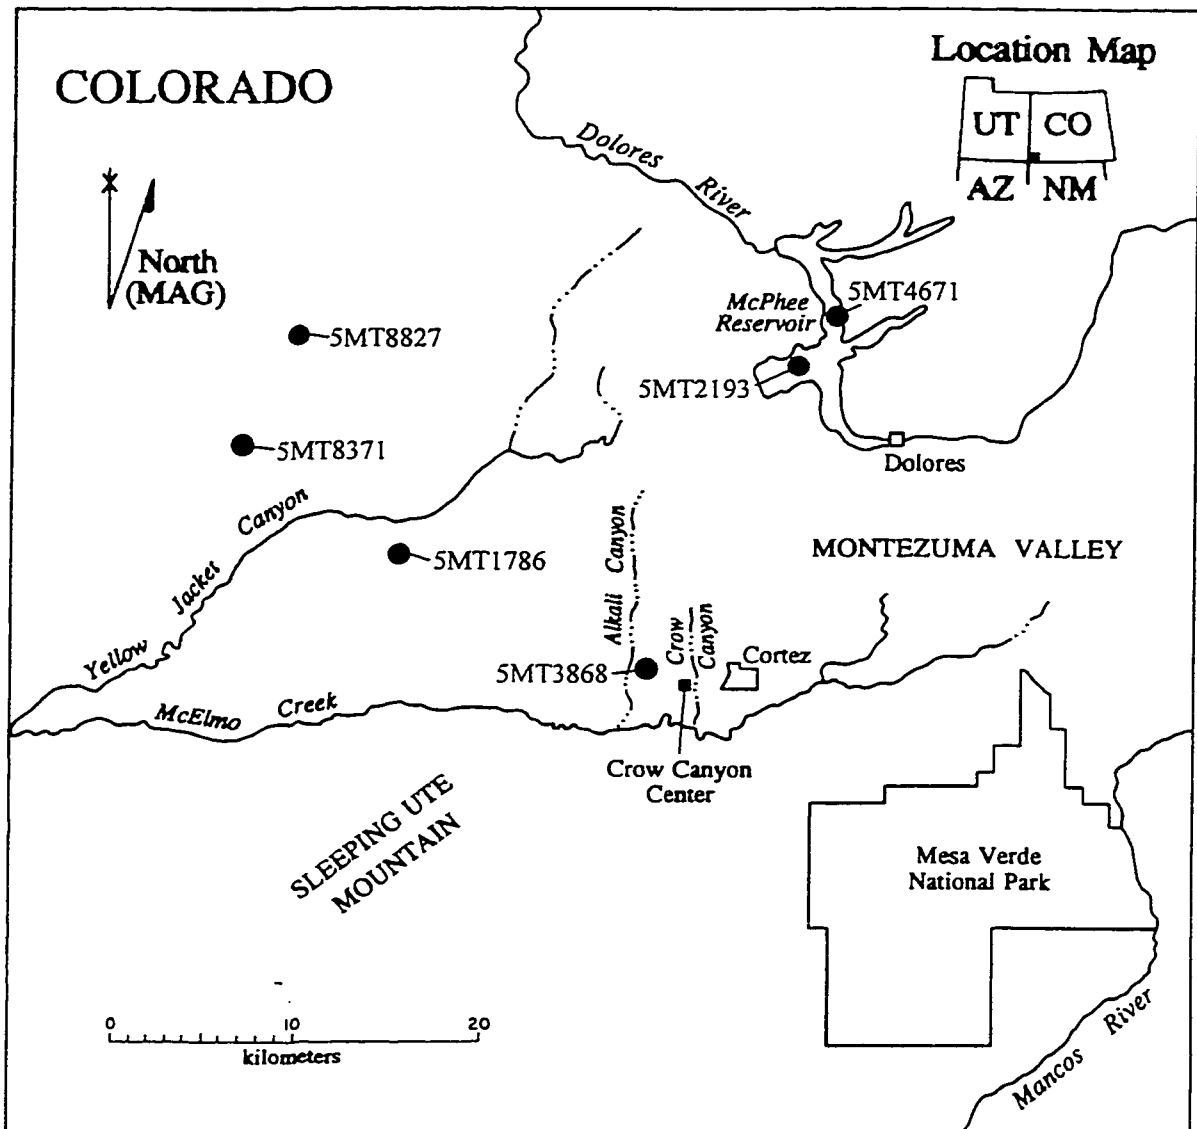 COLORADO
Location Map
UT CO
AZ NM
North
(MAG)
Dolores
River
McPhee
Reservoir
5MT4671
5MT8827
5MT2193
5MT8371
Dolores
Yellow Jacket Canyon
5MT1786
MONTEZUMA VALLEY
Alkali Canyon
Crow
Canyon
Cortez
5MT3868
McElmo Creek
Crow Canyon
Center
SLEEPING UTE
MOUNTAIN
Mesa Verde
National Park
Mancos River
0 10 20
kilometers